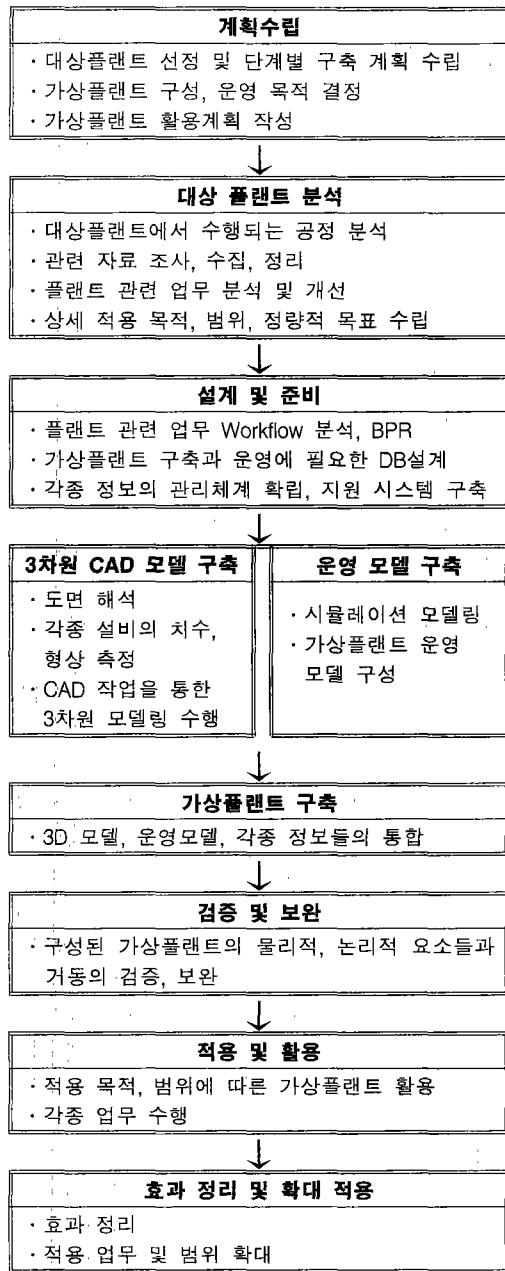 계획수립
· 대상플랜트 선정 및 단계별 구축 계획 수립
· 가상플랜트 구성, 운영 목적 결정
· 가상플랜트 활용계획 작성
대상 플랜트 분석
· 대상플랜트에서 수행되는 공정 분석
· 관련 자료 조사, 수집, 정리
· 플랜트 관련 업무 분석 및 개선
· 상세 적용 목적, 범위, 정량적 목표 수립
설계 및 준비
· 플랜트 관련 업무 Workflow 분석, BPR
· 가상플랜트 구축과 운영에 필요한 DB설계
· 각종 정보의 관리체계 확립, 지원 시스템 구축
3차원 CAD 모델 구축
· 도면 해석
· 각종 설비의 치수,
형상 측정
· CAD 작업을 통한
3차원 모델링 수행
운영 모델 구축
· 시뮬레이션 모델링
· 가상플랜트 운영
모델 구성
가상플랜트 구축
· 3D 모델, 운영모델, 각종 정보들의 통합
검증 및 보완
· 구성된 가상플랜트의 물리적, 논리적 요소들과
거동의 검증, 보완
적용 및 활용
· 적용 목적, 범위에 따른 가상플랜트 활용
· 각종 업무 수행
효과 정리 및 확대 적용
· 효과 정리
· 적용 업무 및 범위 확대